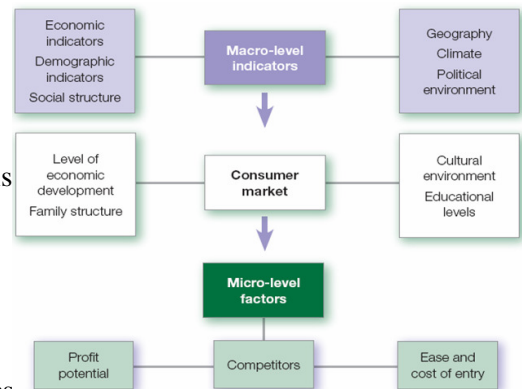 Economic
indicators
Demographic
indicators
Social structure
Macro-level
indicators
Geography
Climate
Political
environment
Level of
economic
development
Family structure
Consumer
market
Cultural
environment
Educational
levels
Micro-level
factors
Profit
potential
Competitors
Ease and
cost of entry